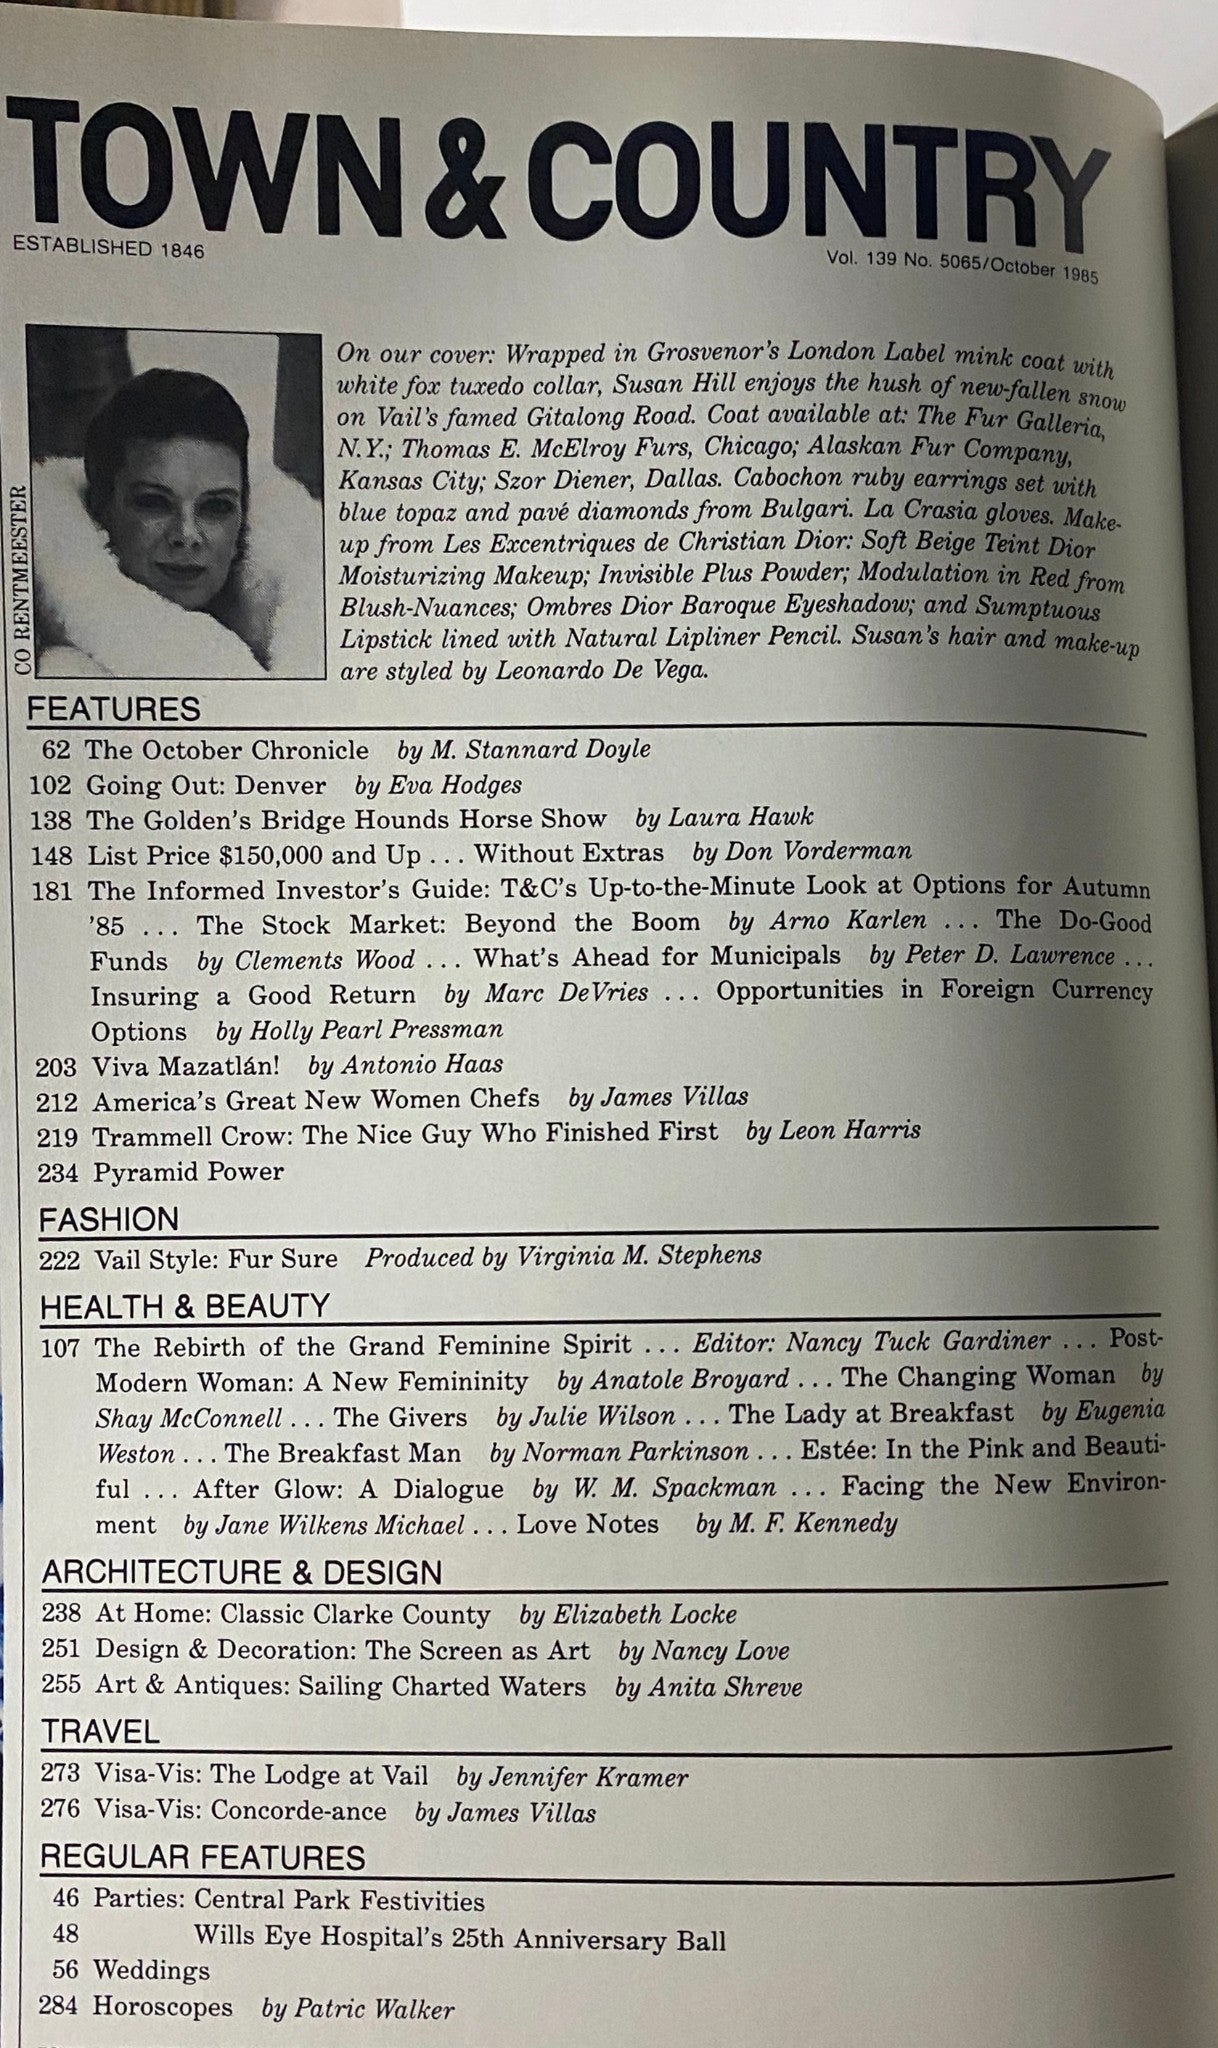 TOWN & COUNTRY
ESTABLISHED 1846
Vol. 139 No. 5065/October 1985
CO RENTMEESTER
On our cover: Wrapped in Grosvenor's London Label mink coat with
white fox tuxedo collar, Susan Hill enjoys the hush of new-fallen snow
on Vail's famed Gitalong Road. Coat available at: The Fur Galleria,
N.Y.; Thomas E. McElroy Furs, Chicago; Alaskan Fur Company,
Kansas City; Szor Diener, Dallas. Cabochon ruby earrings set with
blue topaz and pavé diamonds from Bulgari. La Crasia gloves. Make-
up from Les Excentriques de Christian Dior: Soft Beige Teint Dior
Moisturizing Makeup; Invisible Plus Powder; Modulation in Red from
Blush-Nuances; Ombres Dior Baroque Eyeshadow; and Sumptuous
Lipstick lined with Natural Lipliner Pencil. Susan's hair and make-up
are styled by Leonardo De Vega.
FEATURES
62 The October Chronicle by M. Stannard Doyle
102 Going Out: Denver by Eva Hodges
138 The Golden's Bridge Hounds Horse Show by Laura Hawk
148 List Price $150,000 and Up ... Without Extras by Don Vorderman
181 The Informed Investor's Guide: T&C's Up-to-the-Minute Look at Options for Autumn
'85 ... The Stock Market: Beyond the Boom by Arno Karlen ... The Do-Good
Funds by Clements Wood ... What's Ahead for Municipals by Peter D. Lawrence ...
Insuring a Good Return by Marc DeVries ... Opportunities in Foreign Currency
Options by Holly Pearl Pressman
203 Viva Mazatlán! by Antonio Haas
212 America's Great New Women Chefs by James Villas
219 Trammell Crow: The Nice Guy Who Finished First by Leon Harris
234 Pyramid Power
FASHION
222 Vail Style: Fur Sure Produced by Virginia M. Stephens
HEALTH & BEAUTY
107 The Rebirth of the Grand Feminine Spirit ... Editor: Nancy Tuck Gardiner ... Post-
Modern Woman: A New Femininity by Anatole Broyard ... The Changing Woman by
Shay McConnell ... The Givers by Julie Wilson ... The Lady at Breakfast by Eugenia
Weston ... The Breakfast Man by Norman Parkinson ... Estée: In the Pink and Beauti-
ful ... After Glow: A Dialogue by W. M. Spackman ... Facing the New Environ-
ment by Jane Wilkens Michael ... Love Notes by M. F. Kennedy
ARCHITECTURE & DESIGN
238 At Home: Classic Clarke County by Elizabeth Locke
251 Design & Decoration: The Screen as Art by Nancy Love
255 Art & Antiques: Sailing Charted Waters by Anita Shreve
TRAVEL
273 Visa-Vis: The Lodge at Vail by Jennifer Kramer
276 Visa-Vis: Concorde-ance by James Villas
REGULAR FEATURES
46 Parties: Central Park Festivities
48 Wills Eye Hospital's 25th Anniversary Ball
56 Weddings
284 Horoscopes by Patric Walker